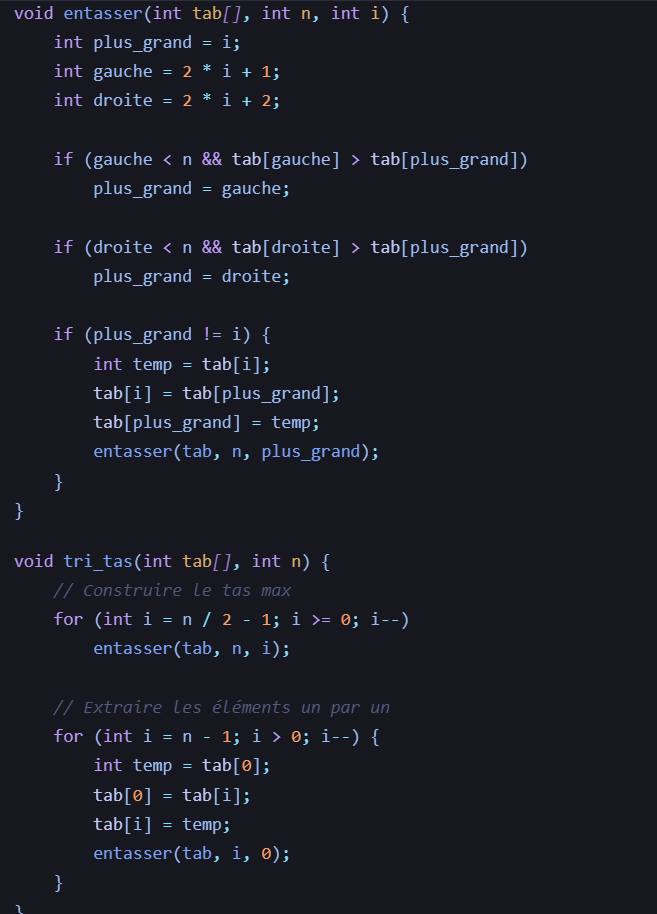 void entasser(int tab[], int n, int i) {
    int plus_grand = i;
    int gauche = 2 * i + 1;
    int droite = 2 * i + 2;

    if (gauche < n && tab[gauche] > tab[plus_grand])
        plus_grand = gauche;

    if (droite < n && tab[droite] > tab[plus_grand])
        plus_grand = droite;

    if (plus_grand != i) {
        int temp = tab[i];
        tab[i] = tab[plus_grand];
        tab[plus_grand] = temp;
        entasser(tab, n, plus_grand);
    }
}

void tri_tas(int tab[], int n) {
    // Construire le tas max
    for (int i = n / 2 - 1; i >= 0; i--)
        entasser(tab, n, i);

    // Extraire les éléments un par un
    for (int i = n - 1; i > 0; i--) {
        int temp = tab[0];
        tab[0] = tab[i];
        tab[i] = temp;
        entasser(tab, i, 0);
    }
}